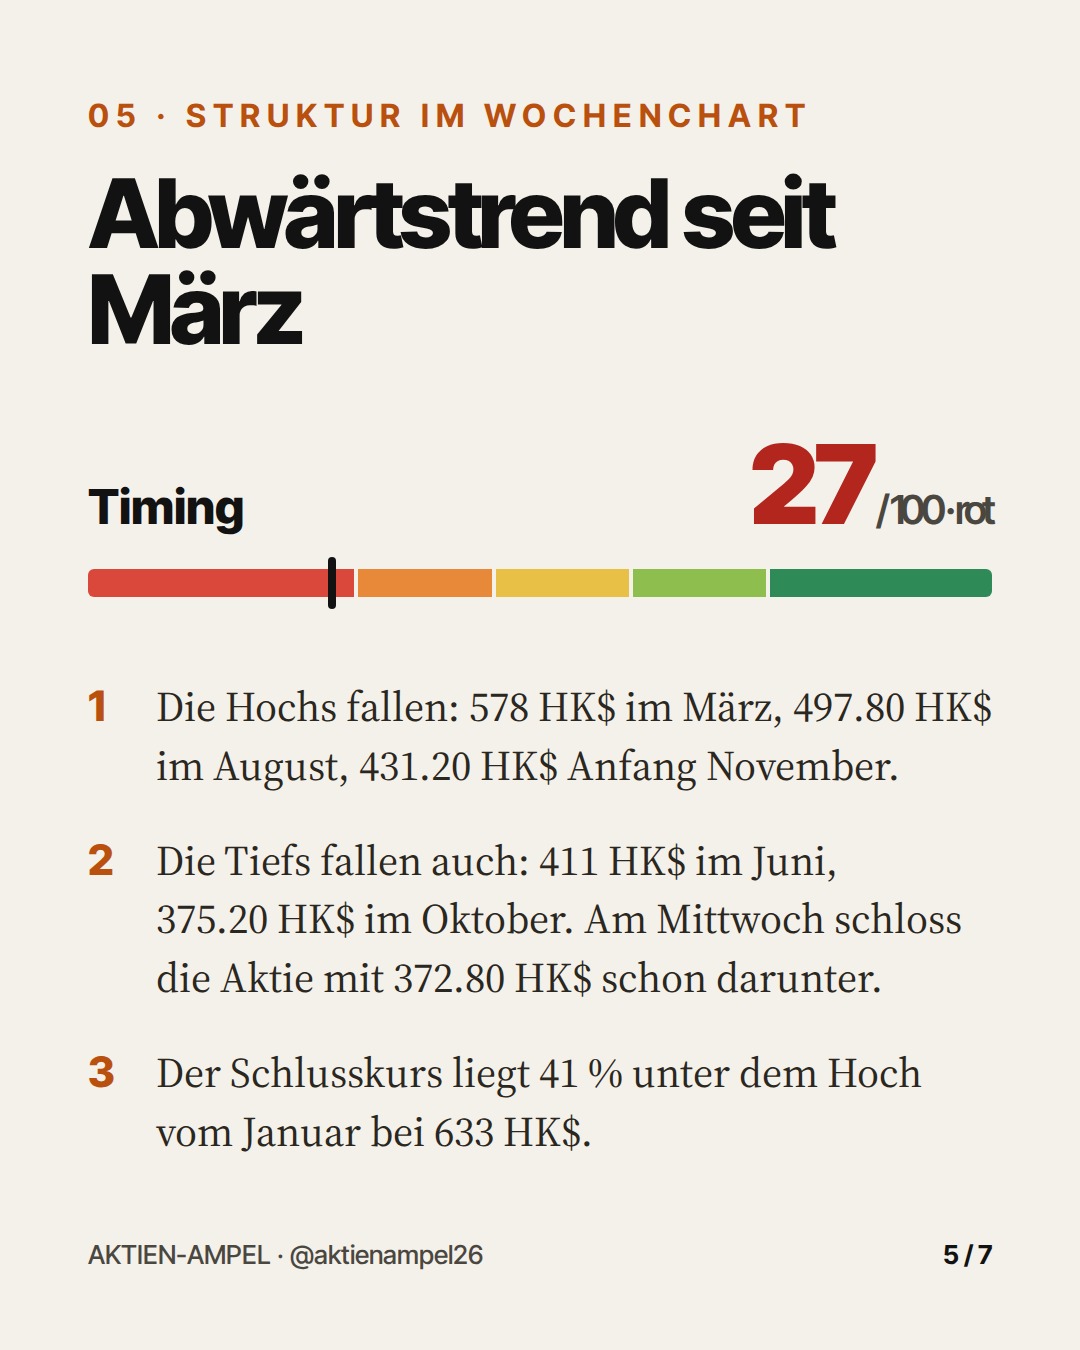 05 · STRUKTUR IM WOCHENCHART
Abwärtstrend seit
März
Timing
27/100·rot
1 Die Hochs fallen: 578 HK$ im März, 497.80 HK$
im August, 431.20 HK$ Anfang November.
2 Die Tiefs fallen auch: 411 HK$ im Juni,
375.20 HK$ im Oktober. Am Mittwoch schloss
die Aktie mit 372.80 HK$ schon darunter.
3 Der Schlusskurs liegt 41 % unter dem Hoch
vom Januar bei 633 HK$.
AKTIEN-AMPEL · @aktienampel26
5 / 7